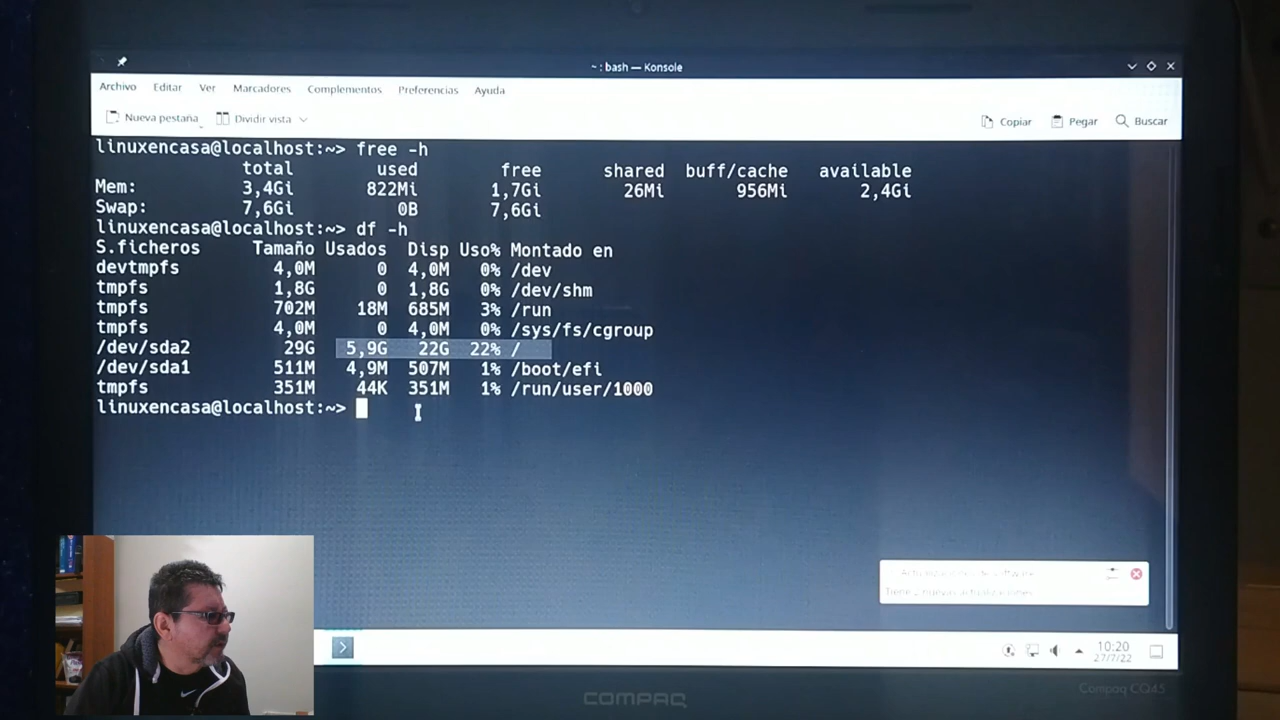 ~ : bash — Konsole
Archivo Editar Ver Marcadores Complementos Preferencias Ayuda
Nueva pestaña Dividir vista Copiar Pegar Buscar
linuxencasa@localhost:~> free -h
total used free shared buff/cache available
Mem: 3,4Gi 822Mi 1,7Gi 26Mi 956Mi 2,4Gi
Swap: 7,6Gi 0B 7,6Gi
linuxencasa@localhost:~> df -h
S.ficheros Tamaño Usados Disp Uso% Montado en
devtmpfs 4,0M 0 4,0M 0% /dev
tmpfs 1,8G 0 1,8G 0% /dev/shm
tmpfs 702M 18M 685M 3% /run
tmpfs 4,0M 0 4,0M 0% /sys/fs/cgroup
/dev/sda2 29G 5,9G 22G 22% /
/dev/sda1 511M 4,9M 507M 1% /boot/efi
tmpfs 351M 44K 351M 1% /run/user/1000
linuxencasa@localhost:~>
Tiene 2
10:20
27/7/22
COMPAQ
Compaq CQ45